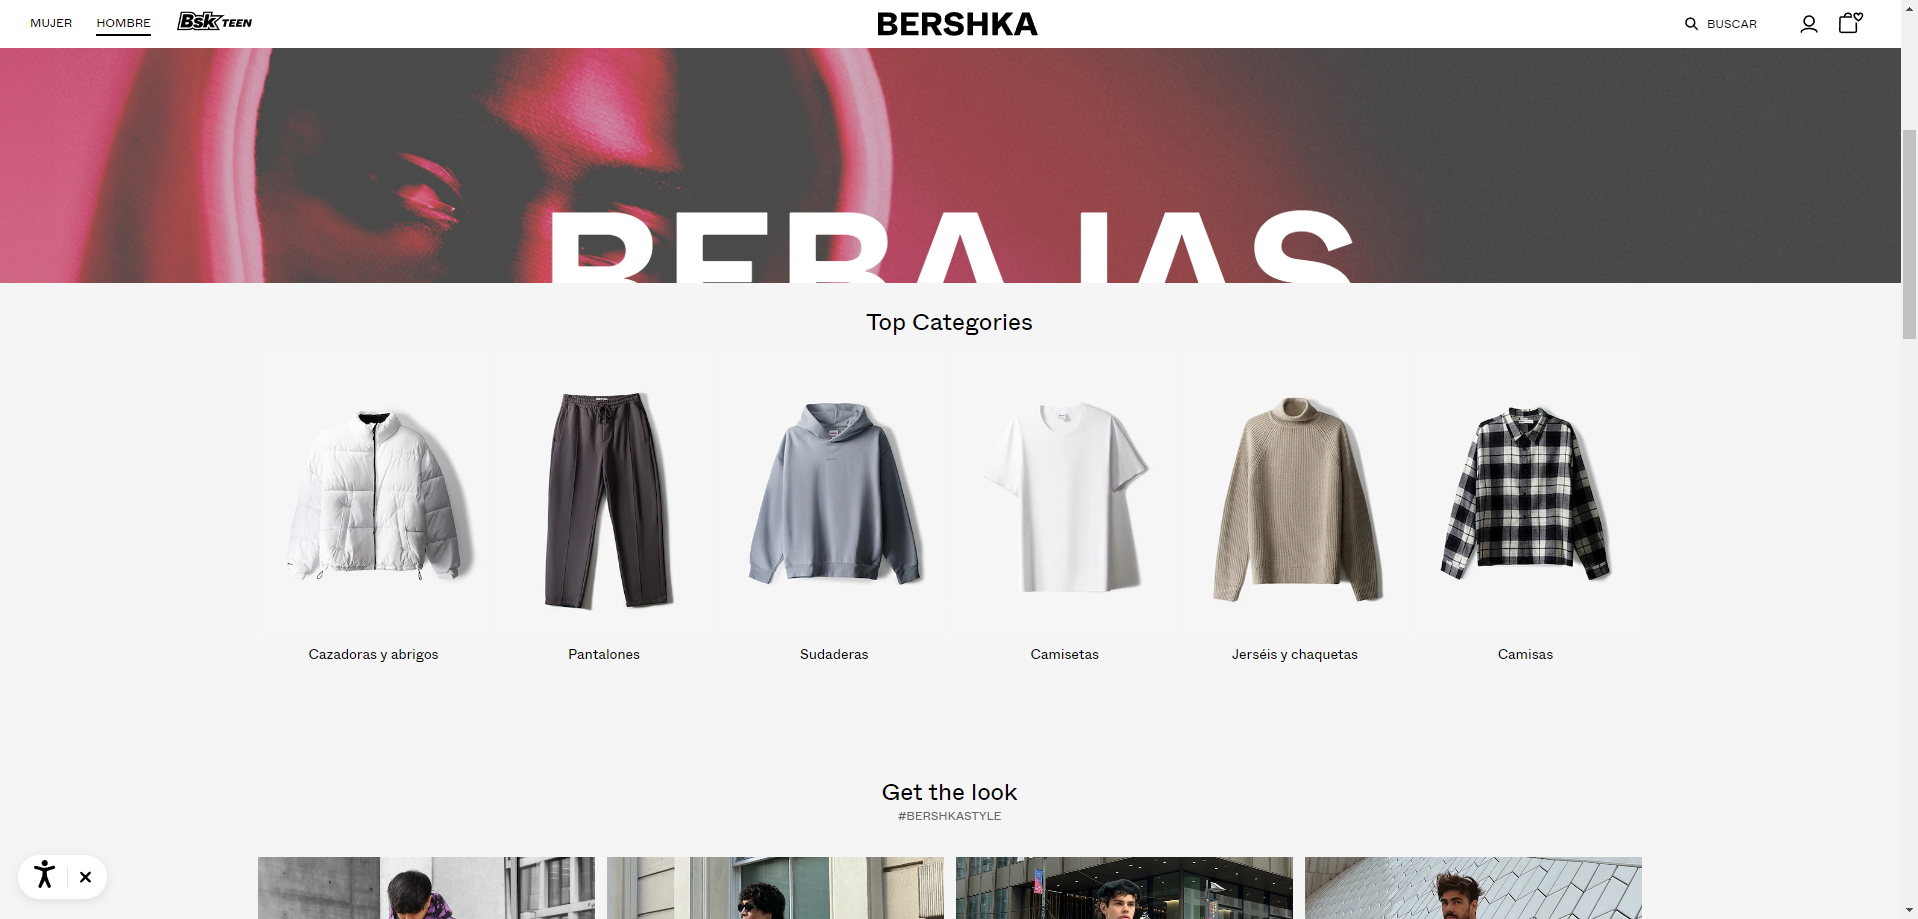 MUJER HOMBRE Bsk TEEN BERSHKA BUSCAR
REBAJAS
Top Categories
Cazadoras y abrigos Pantalones Sudaderas Camisetas Jerséis y chaquetas Camisas
Get the look
#BERSHKASTYLE